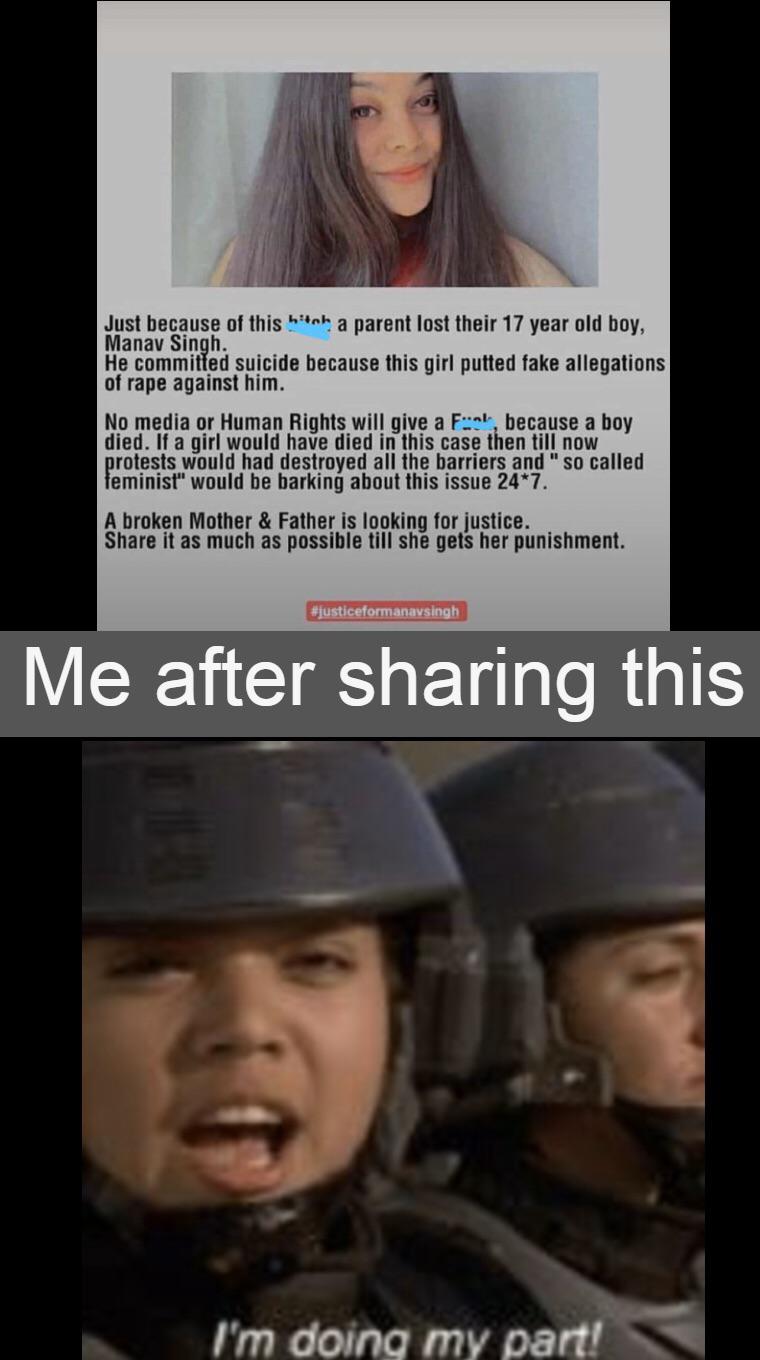 Just because of this bitch a parent lost their 17 year old boy,
Manav Singh.
He committed suicide because this girl putted fake allegations
of rape against him.
No media or Human Rights will give a Fuck, because a boy
died. If a girl would have died in this case then till now
protests would had destroyed all the barriers and " so called
feminist" would be barking about this issue 24*7.
A broken Mother & Father is looking for justice.
Share it as much as possible till she gets her punishment.
#justiceformanavsingh
Me after sharing this
I'm doing my part!